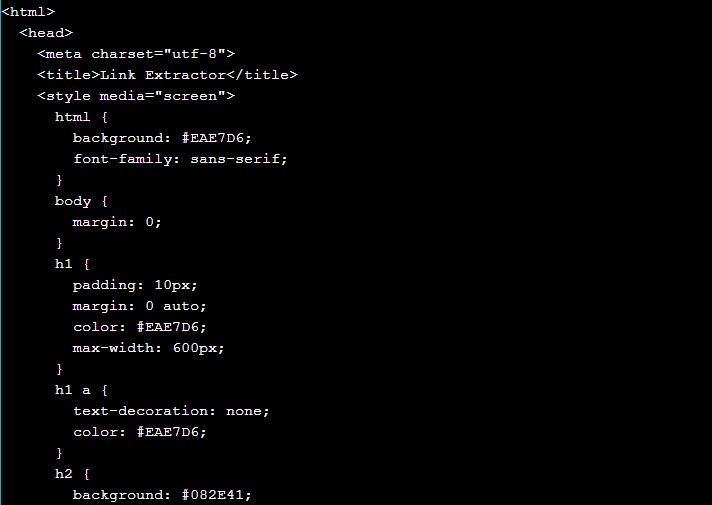 <html>
  <head>
    <meta charset="utf-8">
    <title>Link Extractor</title>
    <style media="screen">
      html {
        background: #EAE7D6;
        font-family: sans-serif;
      }
      body {
        margin: 0;
      }
      h1 {
        padding: 10px;
        margin: 0 auto;
        color: #EAE7D6;
        max-width: 600px;
      }
      h1 a {
        text-decoration: none;
        color: #EAE7D6;
      }
      h2 {
        background: #082E41;